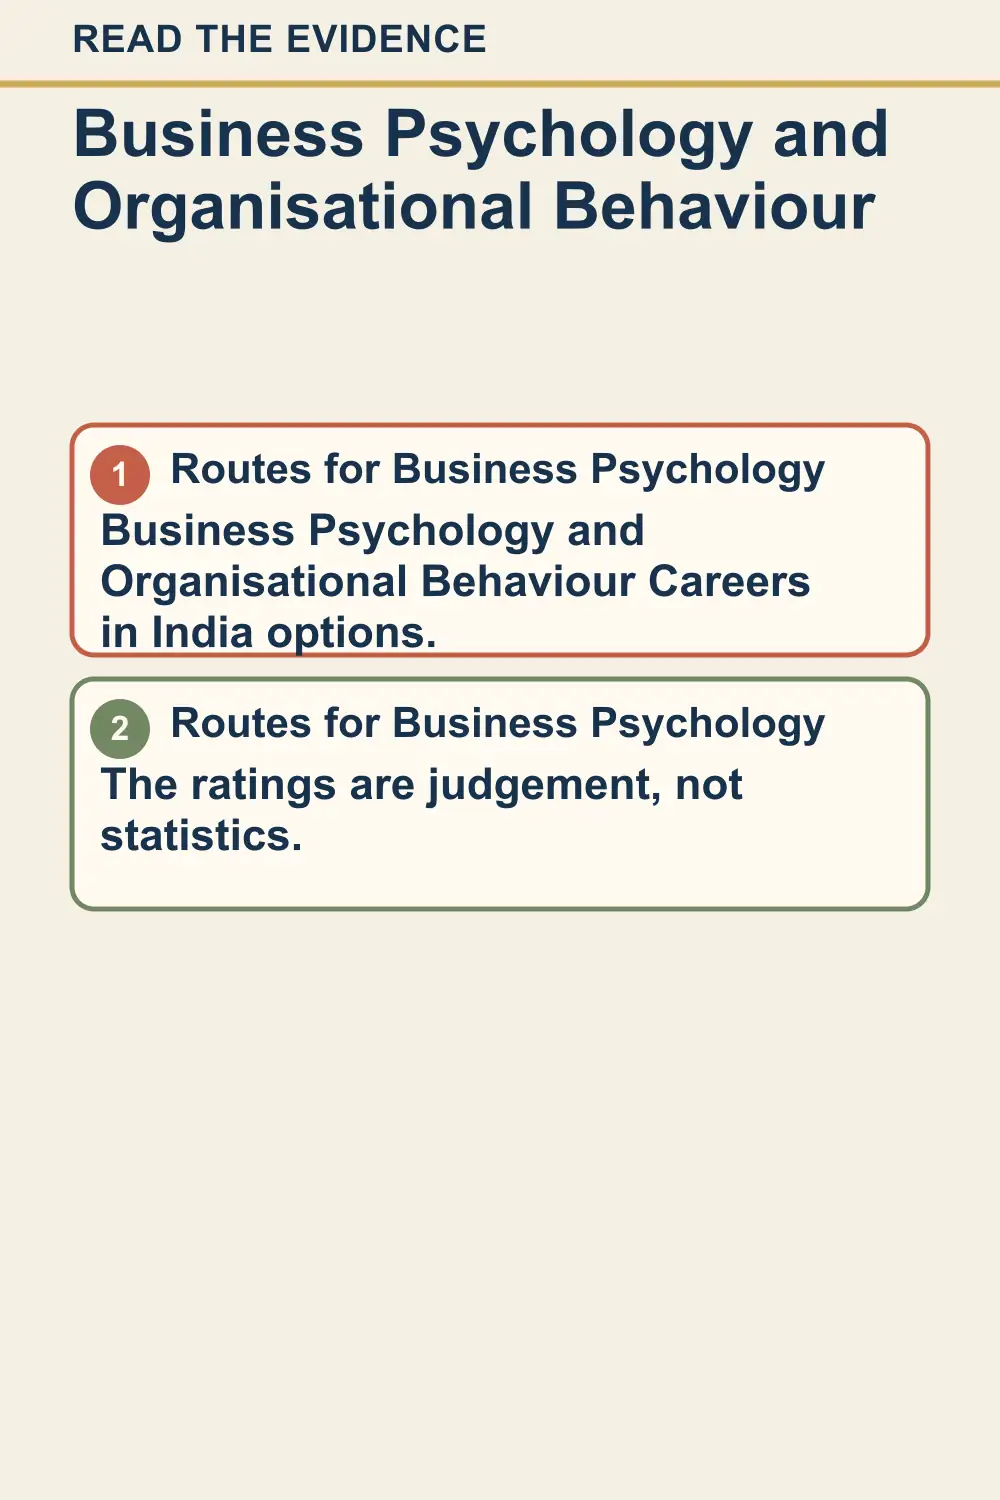 READ THE EVIDENCE
Business Psychology and
Organisational Behaviour
1 Routes for Business Psychology
Business Psychology and
Organisational Behaviour Careers
in India options.
2 Routes for Business Psychology
The ratings are judgement, not
statistics.